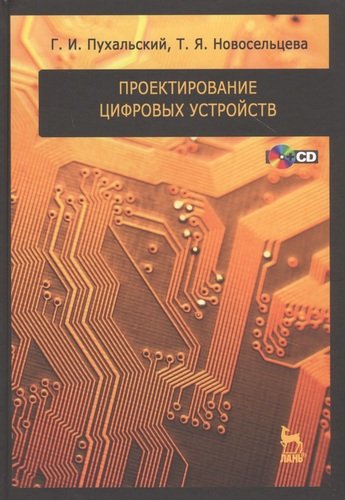 Г. И. Пухальский, Т. Я. Новосельцева
ПРОЕКТИРОВАНИЕ
ЦИФРОВЫХ УСТРОЙСТВ
+CD
ЛАНЬ